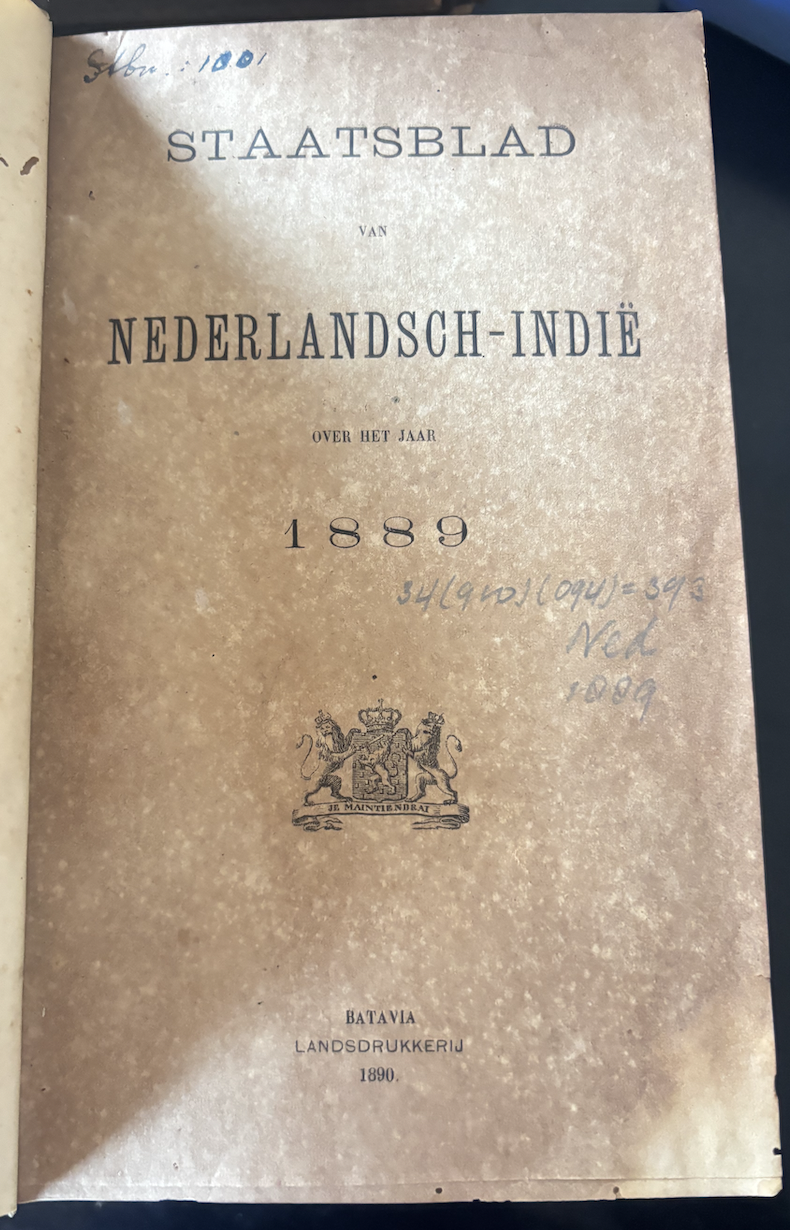 Stbn. : 1001
STAATSBLAD
VAN
NEDERLANDSCH-INDIË
OVER HET JAAR
1889
34(910)(094)=393
Ned
1889
JE MAINTIENDRAI
BATAVIA
LANDSDRUKKERIJ
1890.